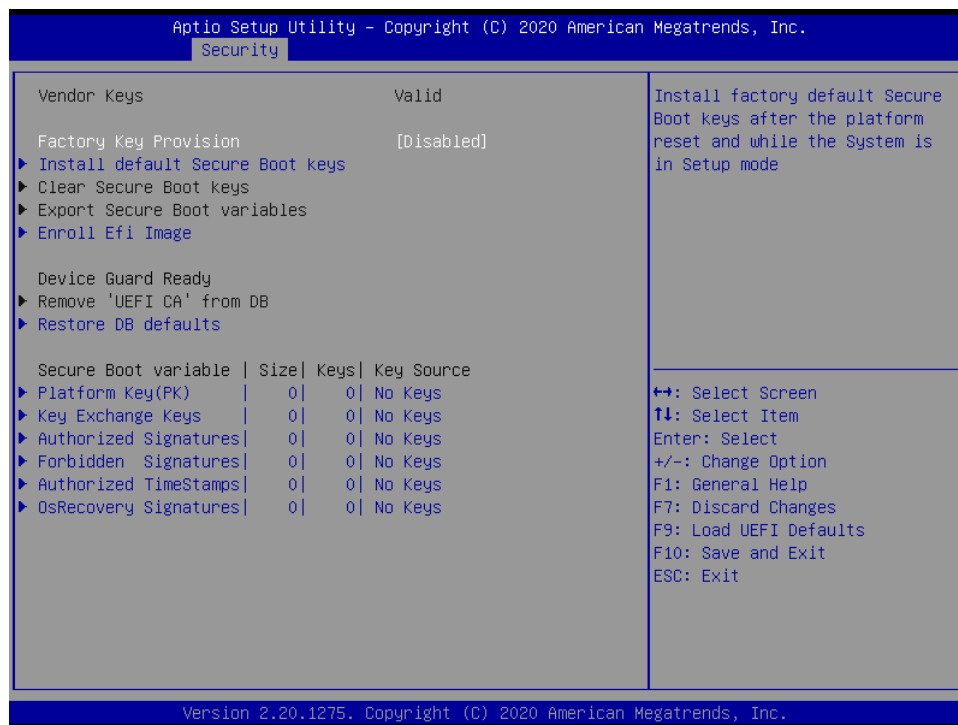 Aptio Setup Utility – Copyright (C) 2020 American Megatrends, Inc.
Security
Vendor Keys Valid
Factory Key Provision [Disabled]
Install default Secure Boot keys
Clear Secure Boot keys
Export Secure Boot variables
Enroll Efi Image
Device Guard Ready
Remove 'UEFI CA' from DB
Restore DB defaults
Secure Boot variable | Size| Keys| Key Source
Platform Key(PK) | 0| 0| No Keys
Key Exchange Keys | 0| 0| No Keys
Authorized Signatures| 0| 0| No Keys
Forbidden Signatures| 0| 0| No Keys
Authorized TimeStamps| 0| 0| No Keys
OsRecovery Signatures| 0| 0| No Keys
Install factory default Secure
Boot keys after the platform
reset and while the System is
in Setup mode
↔: Select Screen
↑↓: Select Item
Enter: Select
+/-: Change Option
F1: General Help
F7: Discard Changes
F9: Load UEFI Defaults
F10: Save and Exit
ESC: Exit
Version 2.20.1275. Copyright (C) 2020 American Megatrends, Inc.